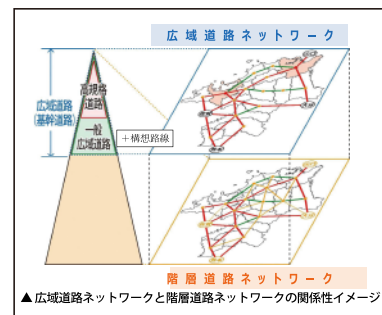 広域道路ネットワーク
高規格
道路
広域道路
(基幹道路)
一般
広域道路
＋構想路線
階層道路ネットワーク
▲広域道路ネットワークと階層道路ネットワークの関係性イメージ